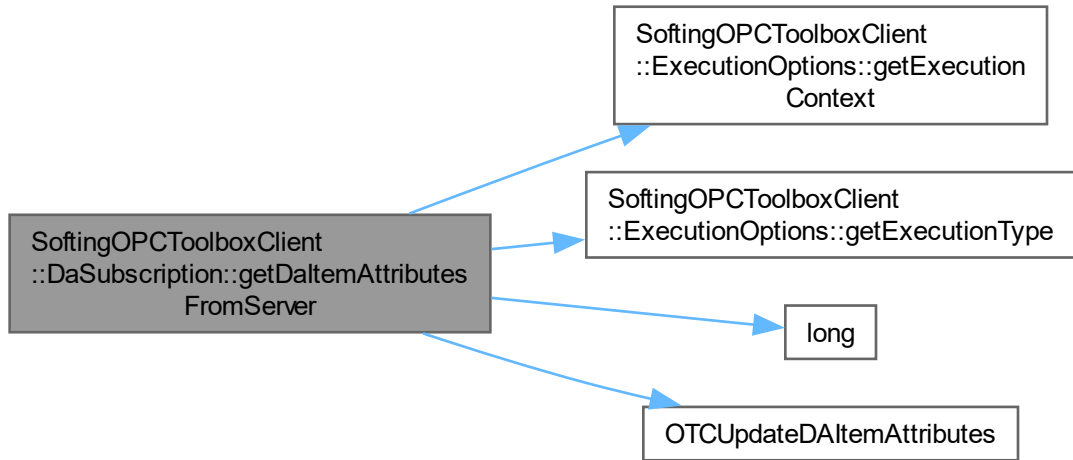 SoftingOPCToolboxClient
::ExecutionOptions::getExecution
Context
SoftingOPCToolboxClient
::ExecutionOptions::getExecutionType
SoftingOPCToolboxClient
::DaSubscription::getDaItemAttributes
FromServer
long
OTCUpdateDAItemAttributes